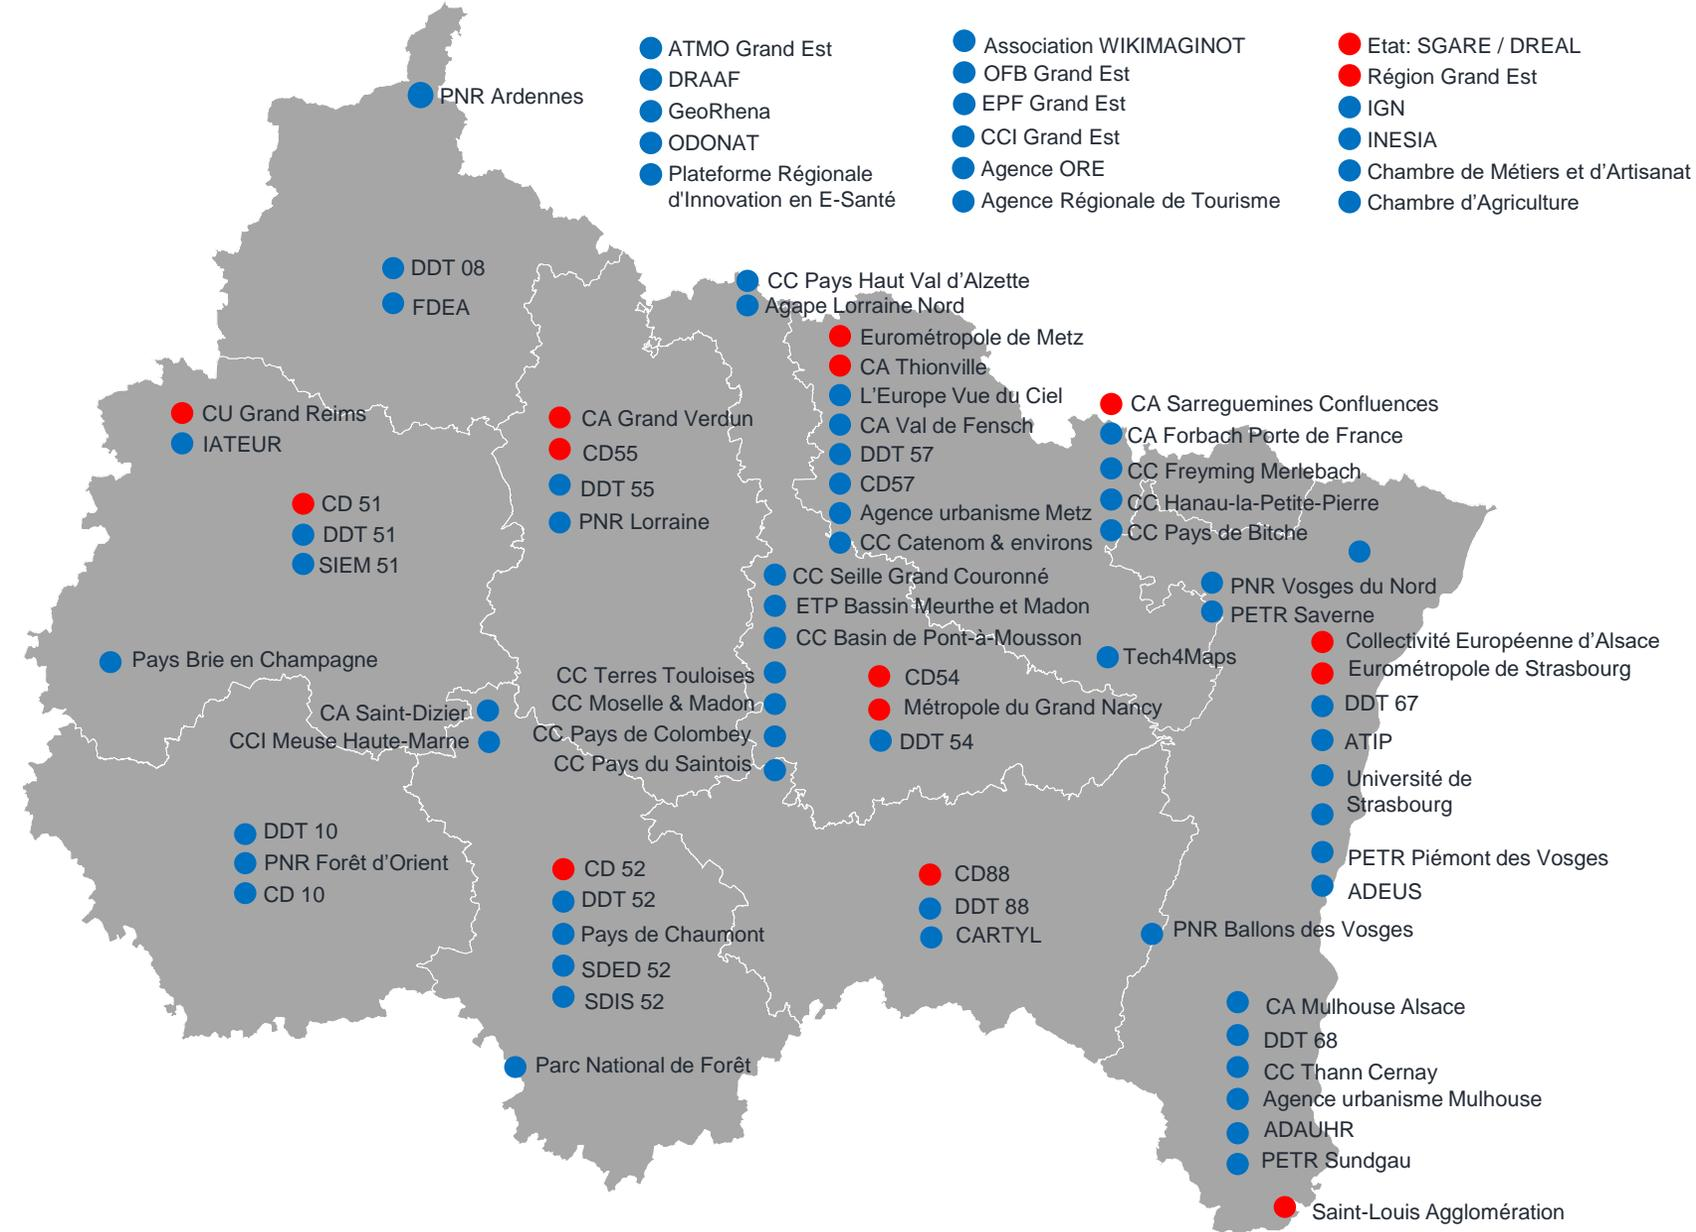 ATMO Grand Est
DRAAF
GeoRhena
ODONAT
Plateforme Régionale
d'Innovation en E-Santé
Association WIKIMAGINOT
OFB Grand Est
EPF Grand Est
CCI Grand Est
Agence ORE
Agence Régionale de Tourisme
Etat: SGARE / DREAL
Région Grand Est
IGN
INESIA
Chambre de Métiers et d’Artisanat
Chambre d’Agriculture
PNR Ardennes
DDT 08
FDEA
CC Pays Haut Val d’Alzette
Agape Lorraine Nord
Eurométropole de Metz
CA Thionville
L’Europe Vue du Ciel
CA Val de Fensch
DDT 57
CD57
Agence urbanisme Metz
CC Catenom & environs
CA Sarreguemines Confluences
CA Forbach Porte de France
CC Freyming Merlebach
CC Hanau-la-Petite-Pierre
CC Pays de Bitche
CU Grand Reims
IATEUR
CD 51
DDT 51
SIEM 51
CA Grand Verdun
CD55
DDT 55
PNR Lorraine
CC Seille Grand Couronné
ETP Bassin Meurthe et Madon
CC Basin de Pont-à-Mousson
CC Terres Touloises
CC Moselle & Madon
CC Pays de Colombey
CC Pays du Saintois
CD54
Métropole du Grand Nancy
DDT 54
Tech4Maps
PNR Vosges du Nord
PETR Saverne
Collectivité Européenne d’Alsace
Eurométropole de Strasbourg
DDT 67
ATIP
Université de
Strasbourg
PETR Piémont des Vosges
ADEUS
Pays Brie en Champagne
CA Saint-Dizier
CCI Meuse Haute-Marne
DDT 10
PNR Forêt d’Orient
CD 10
CD 52
DDT 52
Pays de Chaumont
SDED 52
SDIS 52
Parc National de Forêt
CD88
DDT 88
CARTYL
PNR Ballons des Vosges
CA Mulhouse Alsace
DDT 68
CC Thann Cernay
Agence urbanisme Mulhouse
ADAUHR
PETR Sundgau
Saint-Louis Agglomération